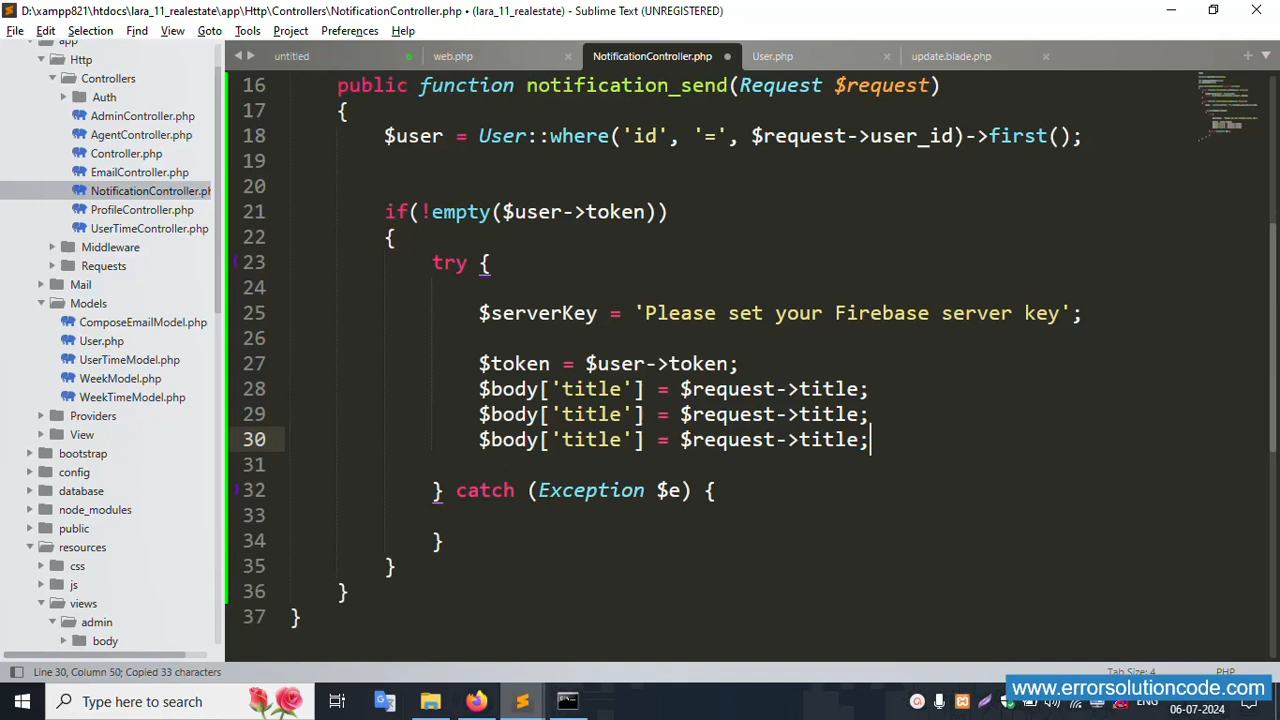 D:\xampp821\htdocs\lara_11_realestate\app\Http\Controllers\NotificationController.php • (lara_11_realestate) - Sublime Text (UNREGISTERED)
File Edit Selection Find View Goto Tools Project Preferences Help
untitled web.php NotificationController.php User.php update.blade.php
app
Http
Controllers
Auth
AdminController.php
AgentController.php
Controller.php
EmailController.php
NotificationController.ph
ProfileController.php
UserTimeController.php
Middleware
Requests
Mail
Models
ComposeEmailModel.php
User.php
UserTimeModel.php
WeekModel.php
WeekTimeModel.php
Providers
View
bootstrap
config
database
node_modules
public
resources
css
js
views
admin
body
16 public function notification_send(Request $request)
17 {
18 $user = User::where('id', '=', $request->user_id)->first();
19
20
21 if(!empty($user->token))
22 {
23 try {
24
25 $serverKey = 'Please set your Firebase server key';
26
27 $token = $user->token;
28 $body['title'] = $request->title;
29 $body['title'] = $request->title;
30 $body['title'] = $request->title;
31
32 } catch (Exception $e) {
33
34 }
35 }
36 }
37 }
Line 30, Column 50; Copied 33 characters
Tab Size: 4 PHP
Type here to search
ENG
06-07-2024
www.errorsolutioncode.com